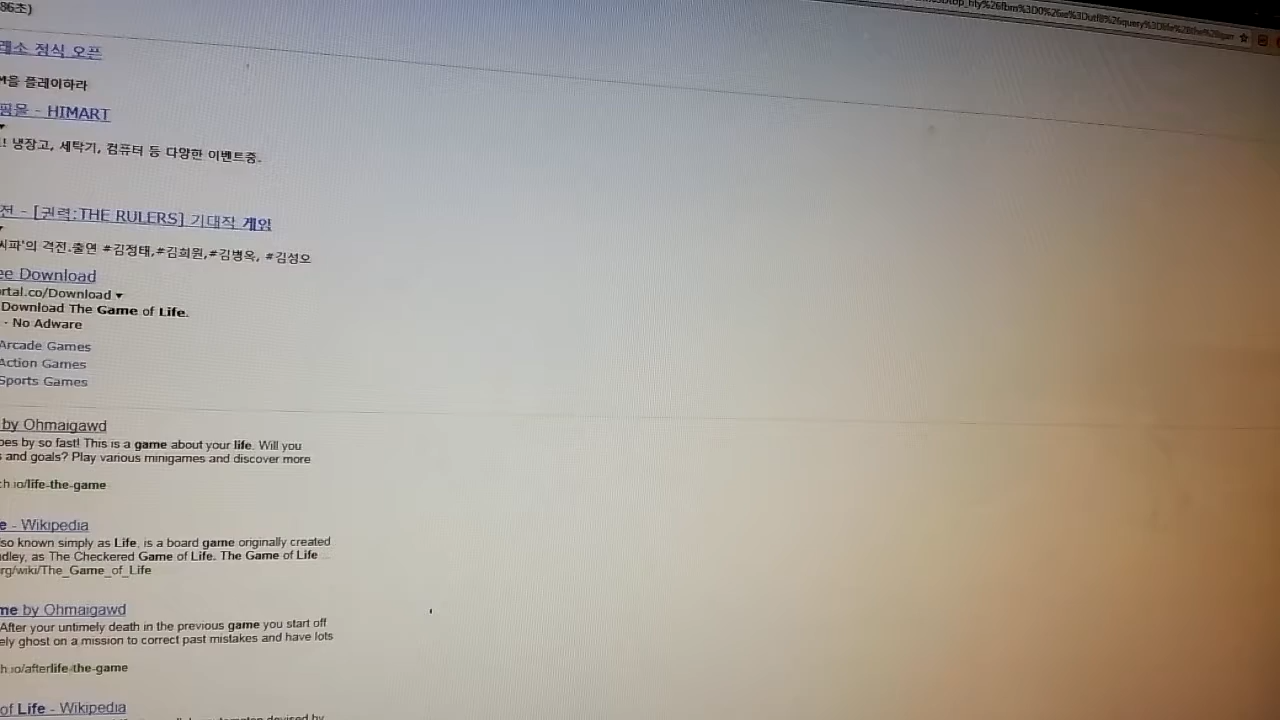 86초)
레소 정식 오픈
을 플레이하라
핑몰 - HIMART
! 냉장고, 세탁기, 컴퓨터 등 다양한 이벤트중.
전 - [권력:THE RULERS] 기대작 게임
씨파'의 격전.출연 #김정태,#김희원,#김병옥, #김성오
ee Download
rtal.co/Download ▾
Download The Game of Life.
· No Adware
Arcade Games
Action Games
Sports Games
by Ohmaigawd
oes by so fast! This is a game about your life. Will you
s and goals? Play various minigames and discover more
ch.io/life-the-game
e - Wikipedia
so known simply as Life, is a board game originally created
dley, as The Checkered Game of Life. The Game of Life ...
rg/wiki/The_Game_of_Life
me by Ohmaigawd
After your untimely death in the previous game you start off
ely ghost on a mission to correct past mistakes and have lots
h.io/afterlife-the-game
of Life - Wikipedia
devised by